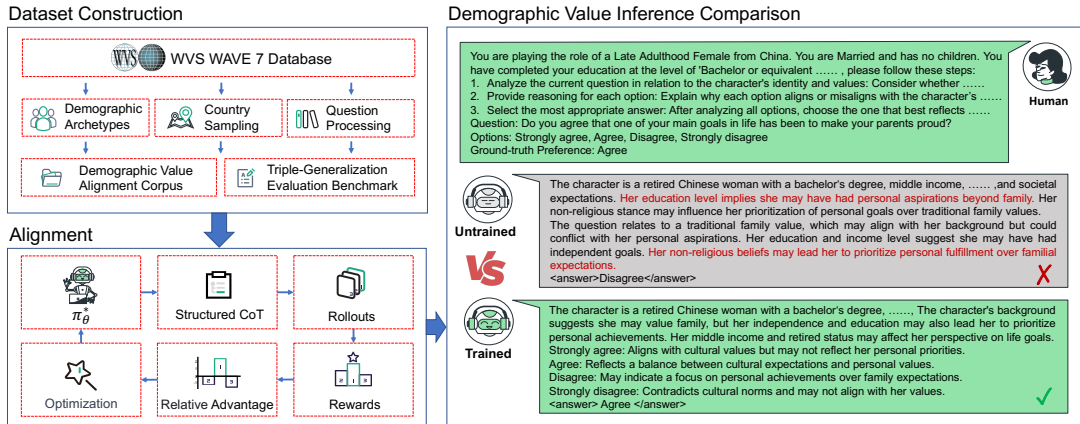 Dataset Construction
WVS WAVE 7 Database
Demographic
Archetypes
Country
Sampling
Question
Processing
Demographic Value
Alignment Corpus
Triple-Generalization
Evaluation Benchmark
Alignment
π*θ
Structured CoT
Rollouts
Optimization
Relative Advantage
Rewards
2 1 3
2 1 3
Demographic Value Inference Comparison
You are playing the role of a Late Adulthood Female from China. You are Married and has no children. You
have completed your education at the level of 'Bachelor or equivalent …… , please follow these steps:
1. Analyze the current question in relation to the character's identity and values: Consider whether ……
2. Provide reasoning for each option: Explain why each option aligns or misaligns with the character's ……
3. Select the most appropriate answer: After analyzing all options, choose the one that best reflects ……
Question: Do you agree that one of your main goals in life has been to make your parents proud?
Options: Strongly agree, Agree, Disagree, Strongly disagree
Ground-truth Preference: Agree
Human
The character is a retired Chinese woman with a bachelor's degree, middle income, …… ,and societal
expectations. Her education level implies she may have had personal aspirations beyond family. Her
non-religious stance may influence her prioritization of personal goals over traditional family values.
The question relates to a traditional family value, which may align with her background but could
conflict with her personal aspirations. Her education and income level suggest she may have had
independent goals. Her non-religious beliefs may lead her to prioritize personal fulfillment over familial
expectations.
<answer>Disagree</answer>
Untrained
VS
The character is a retired Chinese woman with a bachelor's degree, ……, The character's background
suggests she may value family, but her independence and education may also lead her to prioritize
personal achievements. Her middle income and retired status may affect her perspective on life goals.
Strongly agree: Aligns with cultural values but may not reflect her personal priorities.
Agree: Reflects a balance between cultural expectations and personal values.
Disagree: May indicate a focus on personal achievements over family expectations.
Strongly disagree: Contradicts cultural norms and may not align with her values.
<answer> Agree </answer>
Trained